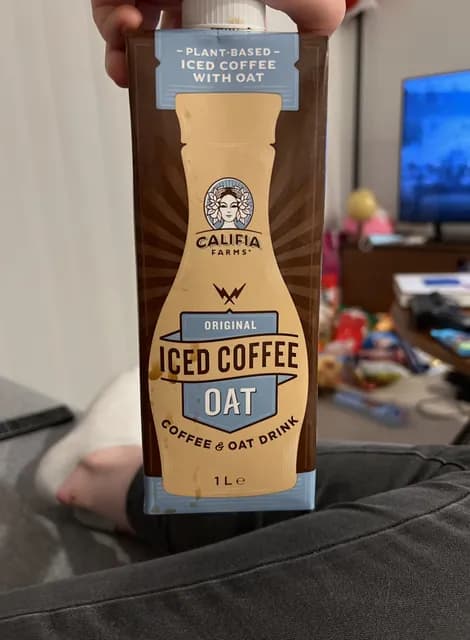 – PLANT-BASED –
ICED COFFEE
WITH OAT
CALIFIA
FARMS
ORIGINAL
ICED COFFEE
OAT
COFFEE & OAT DRINK
1 L ℮